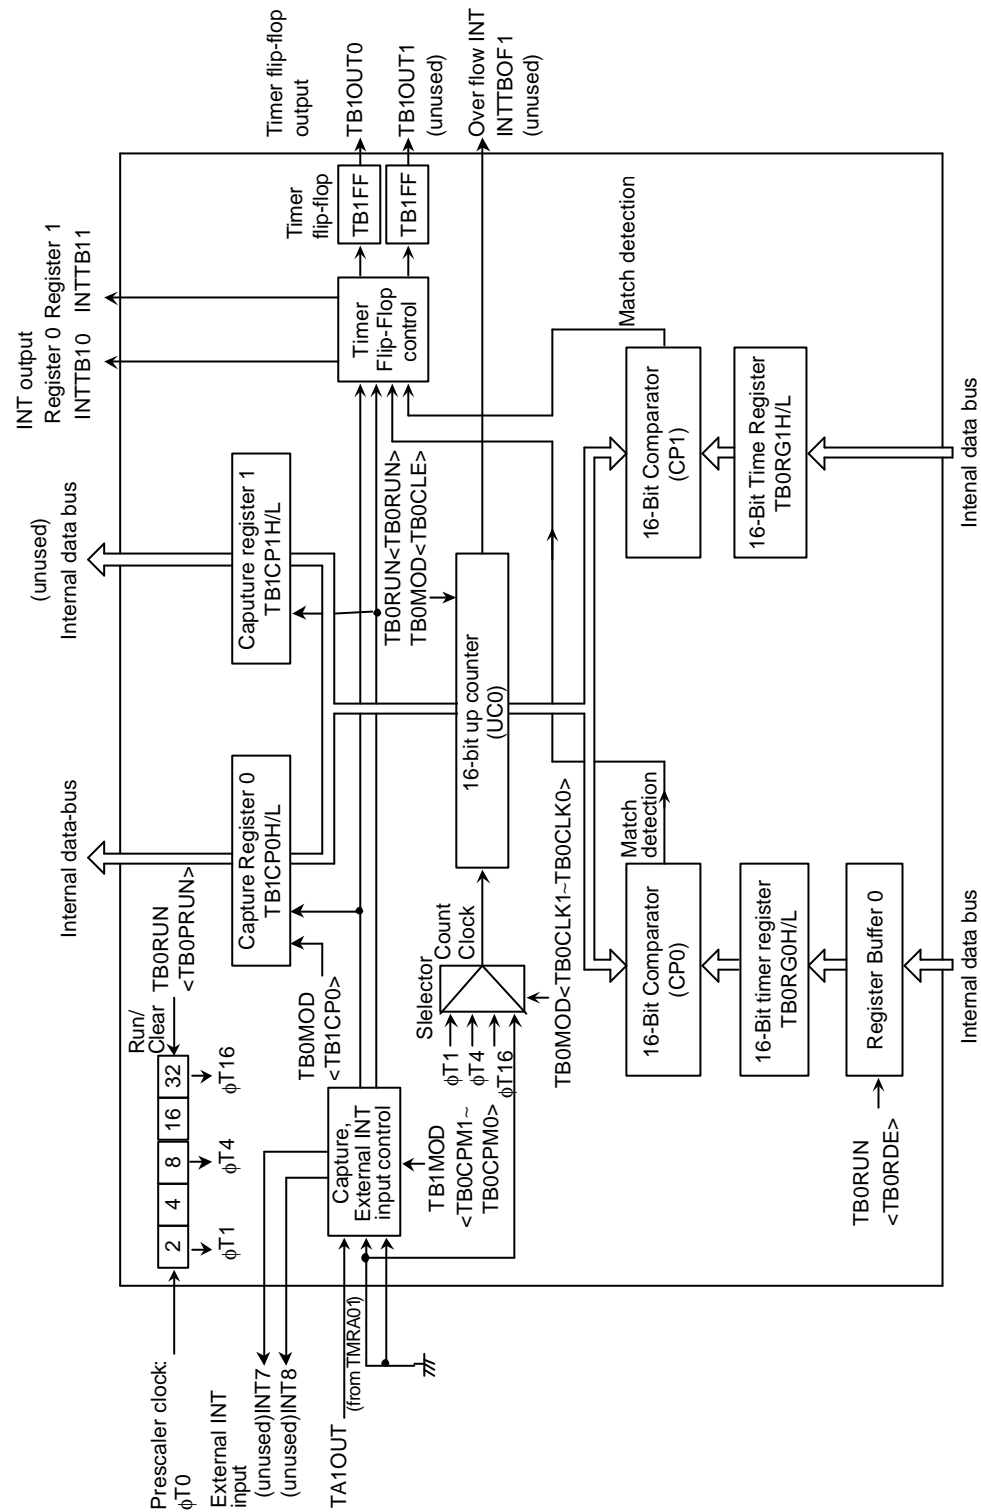 Prescaler clock:
ϕT0
2
4
8
16
32
ϕT1
ϕT4
ϕT16
Run/
Clear
TB0RUN
<TB0PRUN>
External INT
input
(unused)INT7
(unused)INT8
TA1OUT
(from TMRA01)
Capture,
External INT
input control
TB1MOD
<TB0CPM1~
TB0CPM0>
TB0MOD
<TB1CP0>
Internal data-bus
Capture Register 0
TB1CP0H/L
(unused)
Internal data bus
Caputure register 1
TB1CP1H/L
INT output
Register 0
Register 1
INTTB10
INTTB11
Timer
Flip-Flop
control
Timer
flip-flop
TB1FF
TB1FF
Timer flip-flop
output
TB1OUT0
TB1OUT1
(unused)
Over flow INT
INTTBOF1
(unused)
Slelector
Count
Clock
ϕT1
ϕT4
ϕT16
TB0MOD<TB0CLK1~TB0CLK0>
16-bit up counter
(UC0)
TB0RUN<TB0RUN>
TB0MOD<TB0CLE>
Match
detection
Match detection
16-Bit Comparator
(CP0)
16-Bit timer register
TB0RG0H/L
Register Buffer 0
TB0RUN
<TB0RDE>
Internal data bus
16-Bit Comparator
(CP1)
16-Bit Time Register
TB0RG1H/L
Intenal data bus